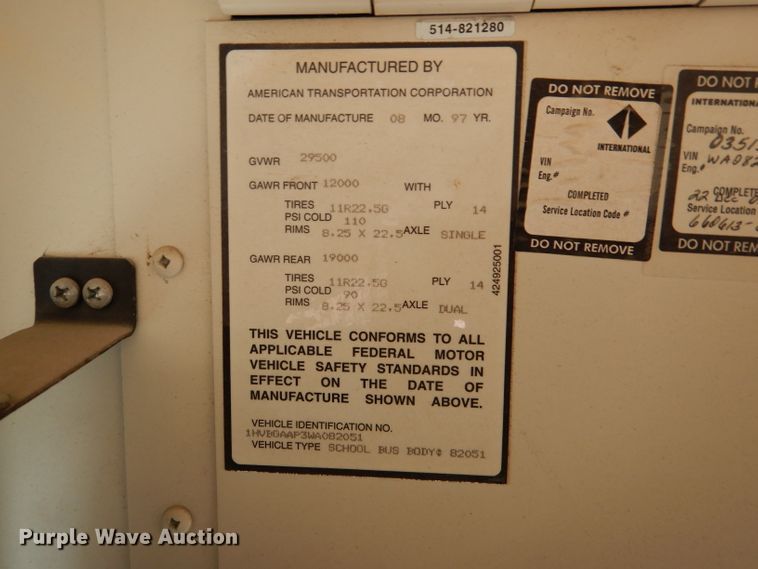 514-821280
MANUFACTURED BY
AMERICAN TRANSPORTATION CORPORATION
DATE OF MANUFACTURE 08 MO. 97 YR.
GVWR 29500
GAWR FRONT 12000 WITH
TIRES 11R22.5G PLY 14
PSI COLD 110
RIMS 8.25 X 22.5 AXLE SINGLE
GAWR REAR 19000
TIRES 11R22.5G PLY 14
PSI COLD 90
RIMS 8.25 X 22.5 AXLE DUAL
424925001
THIS VEHICLE CONFORMS TO ALL
APPLICABLE FEDERAL MOTOR
VEHICLE SAFETY STANDARDS IN
EFFECT ON THE DATE OF
MANUFACTURE SHOWN ABOVE.
VEHICLE IDENTIFICATION NO.
1HVBGAAP3WA082051
VEHICLE TYPE SCHOOL BUS BODY# 82051
DO NOT REMOVE
Campaign No.
INTERNATIONAL
VIN
Eng.#
COMPLETED
Service Location Code #
DO NOT REMOVE
DO NOT
INTERNATIONA
Campaign No.
0351
VIN WA082
Eng.#
COMPLETE
22 DEC
Service Location
668613-
DO NOT REM
Purple Wave Auction